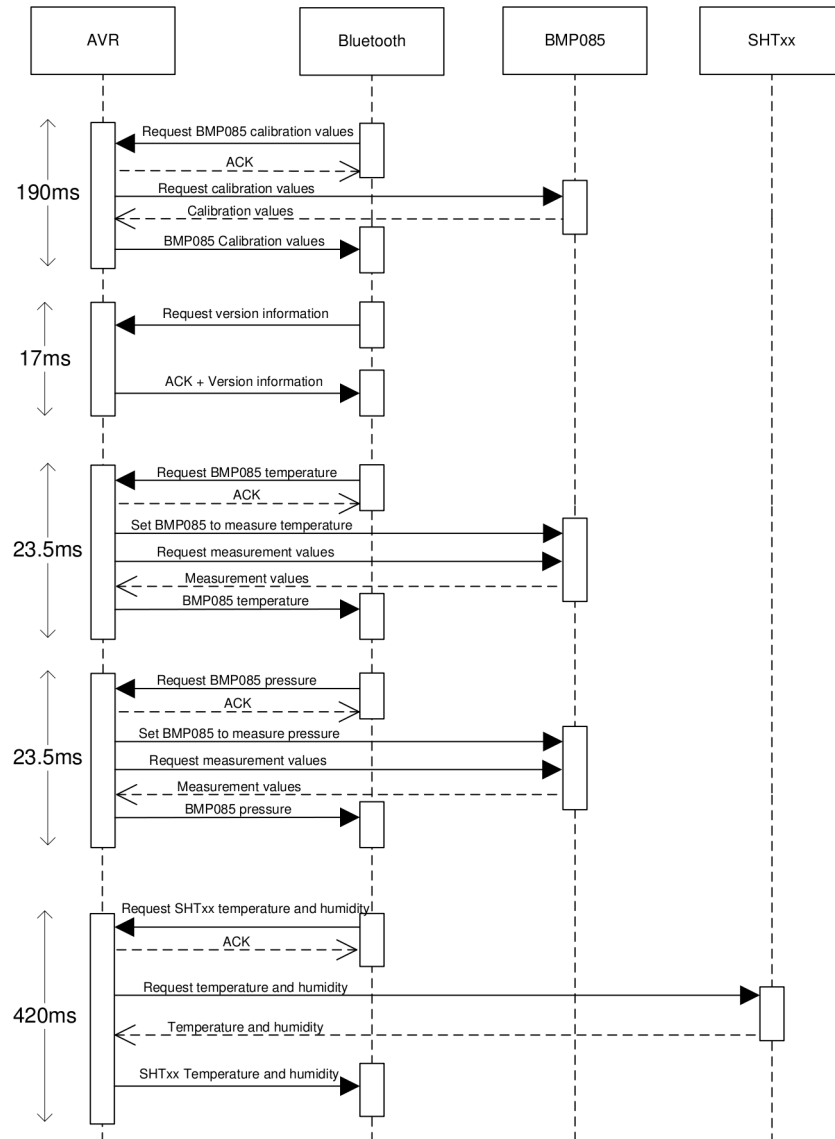 AVR
Bluetooth
BMP085
SHTxx
Request BMP085 calibration values
ACK
190ms
Request calibration values
Calibration values
BMP085 Calibration values
Request version information
17ms
ACK + Version information
Request BMP085 temperature
ACK
Set BMP085 to measure temperature
23.5ms
Request measurement values
Measurement values
BMP085 temperature
Request BMP085 pressure
ACK
Set BMP085 to measure pressure
23.5ms
Request measurement values
Measurement values
BMP085 pressure
Request SHTxx temperature and humidity
ACK
Request temperature and humidity
420ms
Temperature and humidity
SHTxx Temperature and humidity